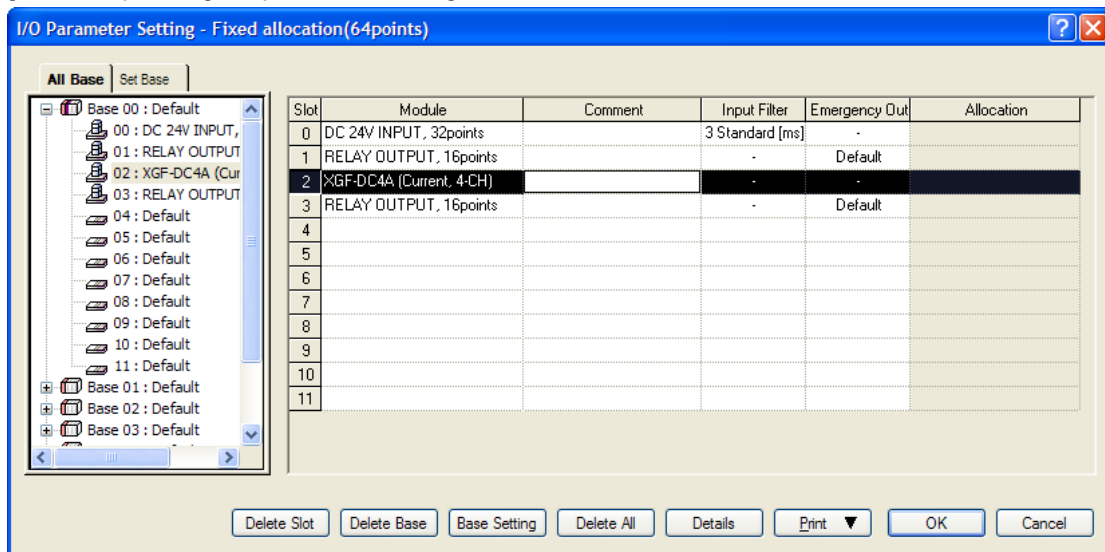 I/O Parameter Setting - Fixed allocation(64points)
All Base
Set Base
Base 00 : Default
00 : DC 24V INPUT,
01 : RELAY OUTPUT
02 : XGF-DC4A (Cur
03 : RELAY OUTPUT
04 : Default
05 : Default
06 : Default
07 : Default
08 : Default
09 : Default
10 : Default
11 : Default
Base 01 : Default
Base 02 : Default
Base 03 : Default
Slot Module Comment Input Filter Emergency Out Allocation
0 DC 24V INPUT, 32points 3 Standard [ms] -
1 RELAY OUTPUT, 16points - Default
2 XGF-DC4A (Current, 4-CH) - -
3 RELAY OUTPUT, 16points - Default
4
5
6
7
8
9
10
11
Delete Slot Delete Base Base Setting Delete All Details Print ▼ OK Cancel